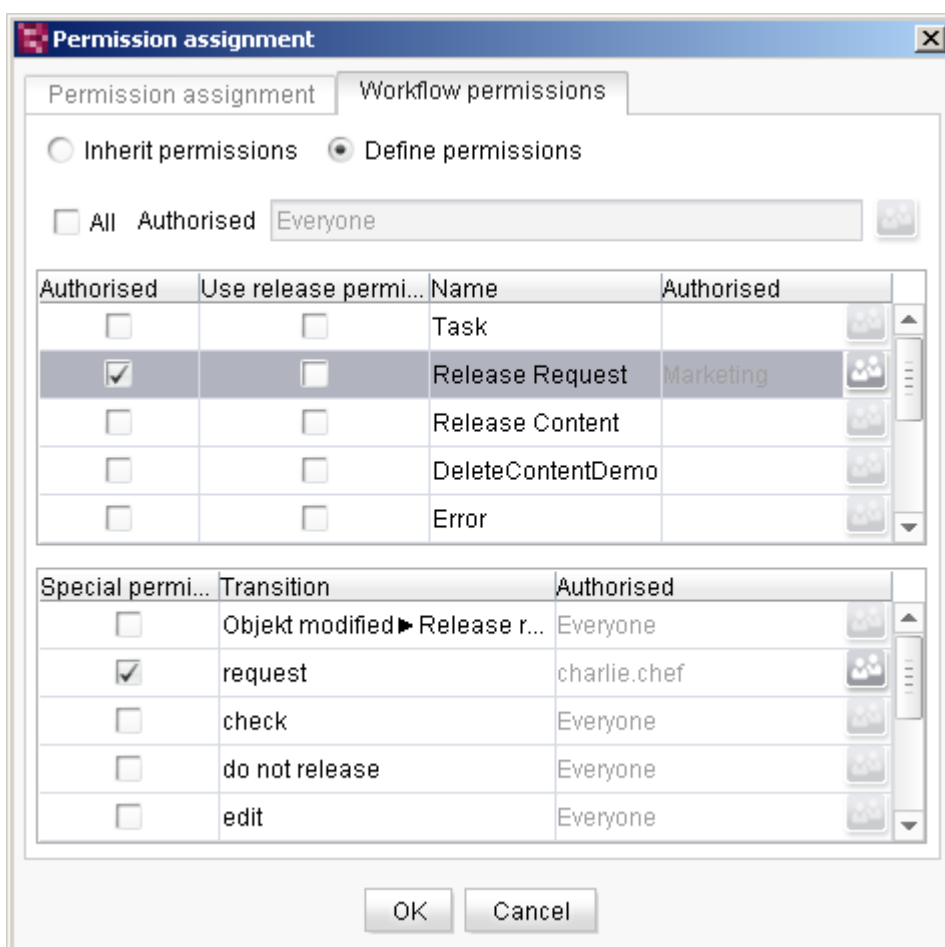 Permission assignment
Permission assignment Workflow permissions
Inherit permissions Define permissions
All Authorised Everyone
Authorised Use release permi... Name Authorised
Task
Release Request Marketing
Release Content
DeleteContentDemo
Error
Special permi... Transition Authorised
Objekt modified►Release r... Everyone
request charlie.chef
check Everyone
do not release Everyone
edit Everyone
OK Cancel